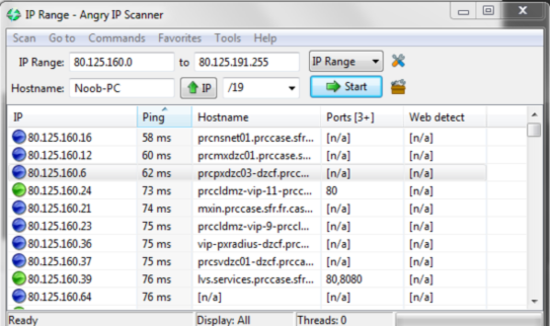 IP Range - Angry IP Scanner
Scan Go to Commands Favorites Tools Help
IP Range: 80.125.160.0 to 80.125.191.255 IP Range
Hostname: Noob-PC IP /19 Start
IP Ping Hostname Ports [3+] Web detect
80.125.160.16 58 ms prcnsnet01.prccase.sfr... [n/a] [n/a]
80.125.160.12 60 ms prcmxdzc01.prccase.s... [n/a] [n/a]
80.125.160.6 62 ms prcpxdzc03-dzcf.prcc... [n/a] [n/a]
80.125.160.24 73 ms prccldmz-vip-11-prcc... 80 [n/a]
80.125.160.21 74 ms mxin.prccase.sfr.fr.cas... [n/a] [n/a]
80.125.160.23 75 ms prccldmz-vip-9-prccl... [n/a] [n/a]
80.125.160.36 75 ms vip-pxradius-dzcf.prc... [n/a] [n/a]
80.125.160.37 75 ms prcsvdzc01-dzcf.prcca... [n/a] [n/a]
80.125.160.39 76 ms lvs.services.prccase.sfr... 80,8080 [n/a]
80.125.160.64 76 ms [n/a] [n/a] [n/a]
Ready Display: All Threads: 0